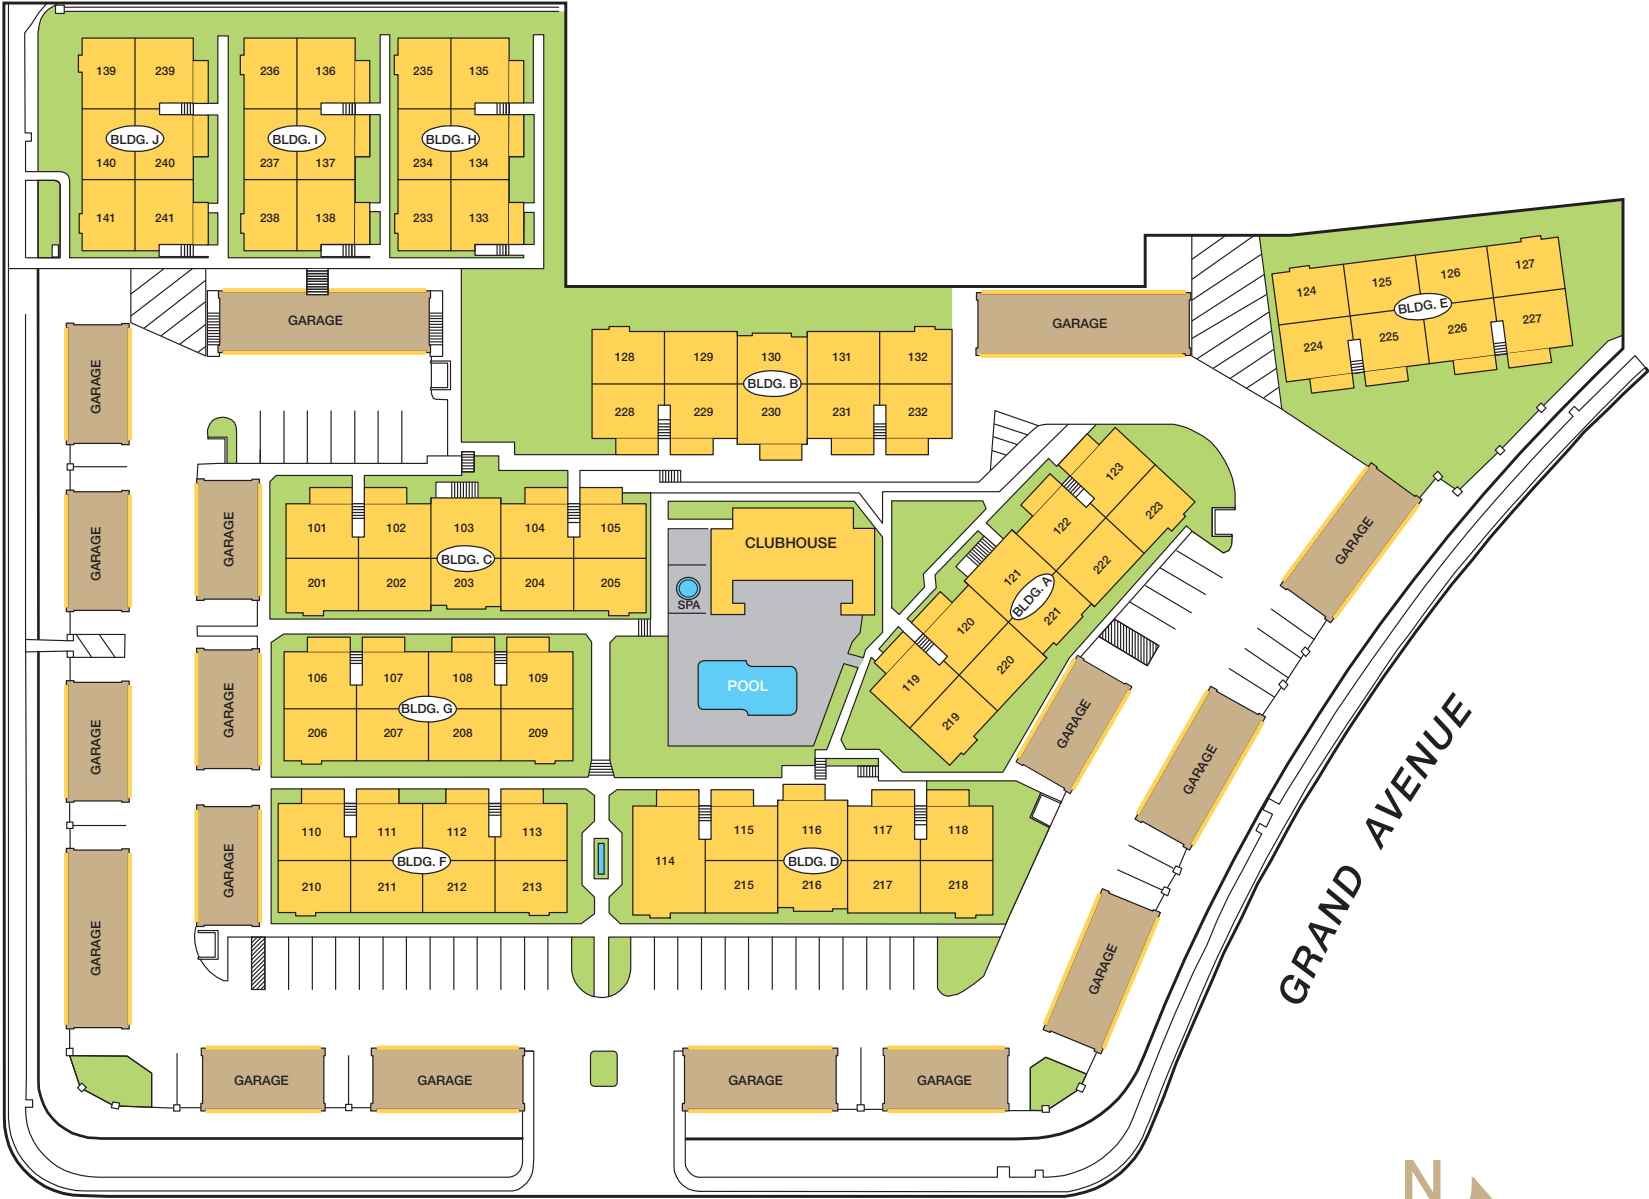 139 239
BLDG. J
140 240
141 241
236 136
BLDG. I
237 137
238 138
235 135
BLDG. H
234 134
233 133
GARAGE
GARAGE
128 129 130 131 132
BLDG. B
228 229 230 231 232
GARAGE
124 125 126 127
BLDG. E
224 225 226 227
GARAGE
GARAGE
101 102 103 104 105
BLDG. C
201 202 203 204 205
CLUBHOUSE
SPA
POOL
123
223
122
222
121
BLDG. A
221
120
220
119
219
GARAGE
GARAGE
GARAGE
106 107 108 109
BLDG. G
206 207 208 209
GARAGE
GARAGE
GRAND AVENUE
GARAGE
110 111 112 113
BLDG. F
210 211 212 213
114 115 116 117 118
BLDG. D
215 216 217 218
GARAGE
GARAGE
GARAGE
GARAGE
GARAGE
GARAGE
N